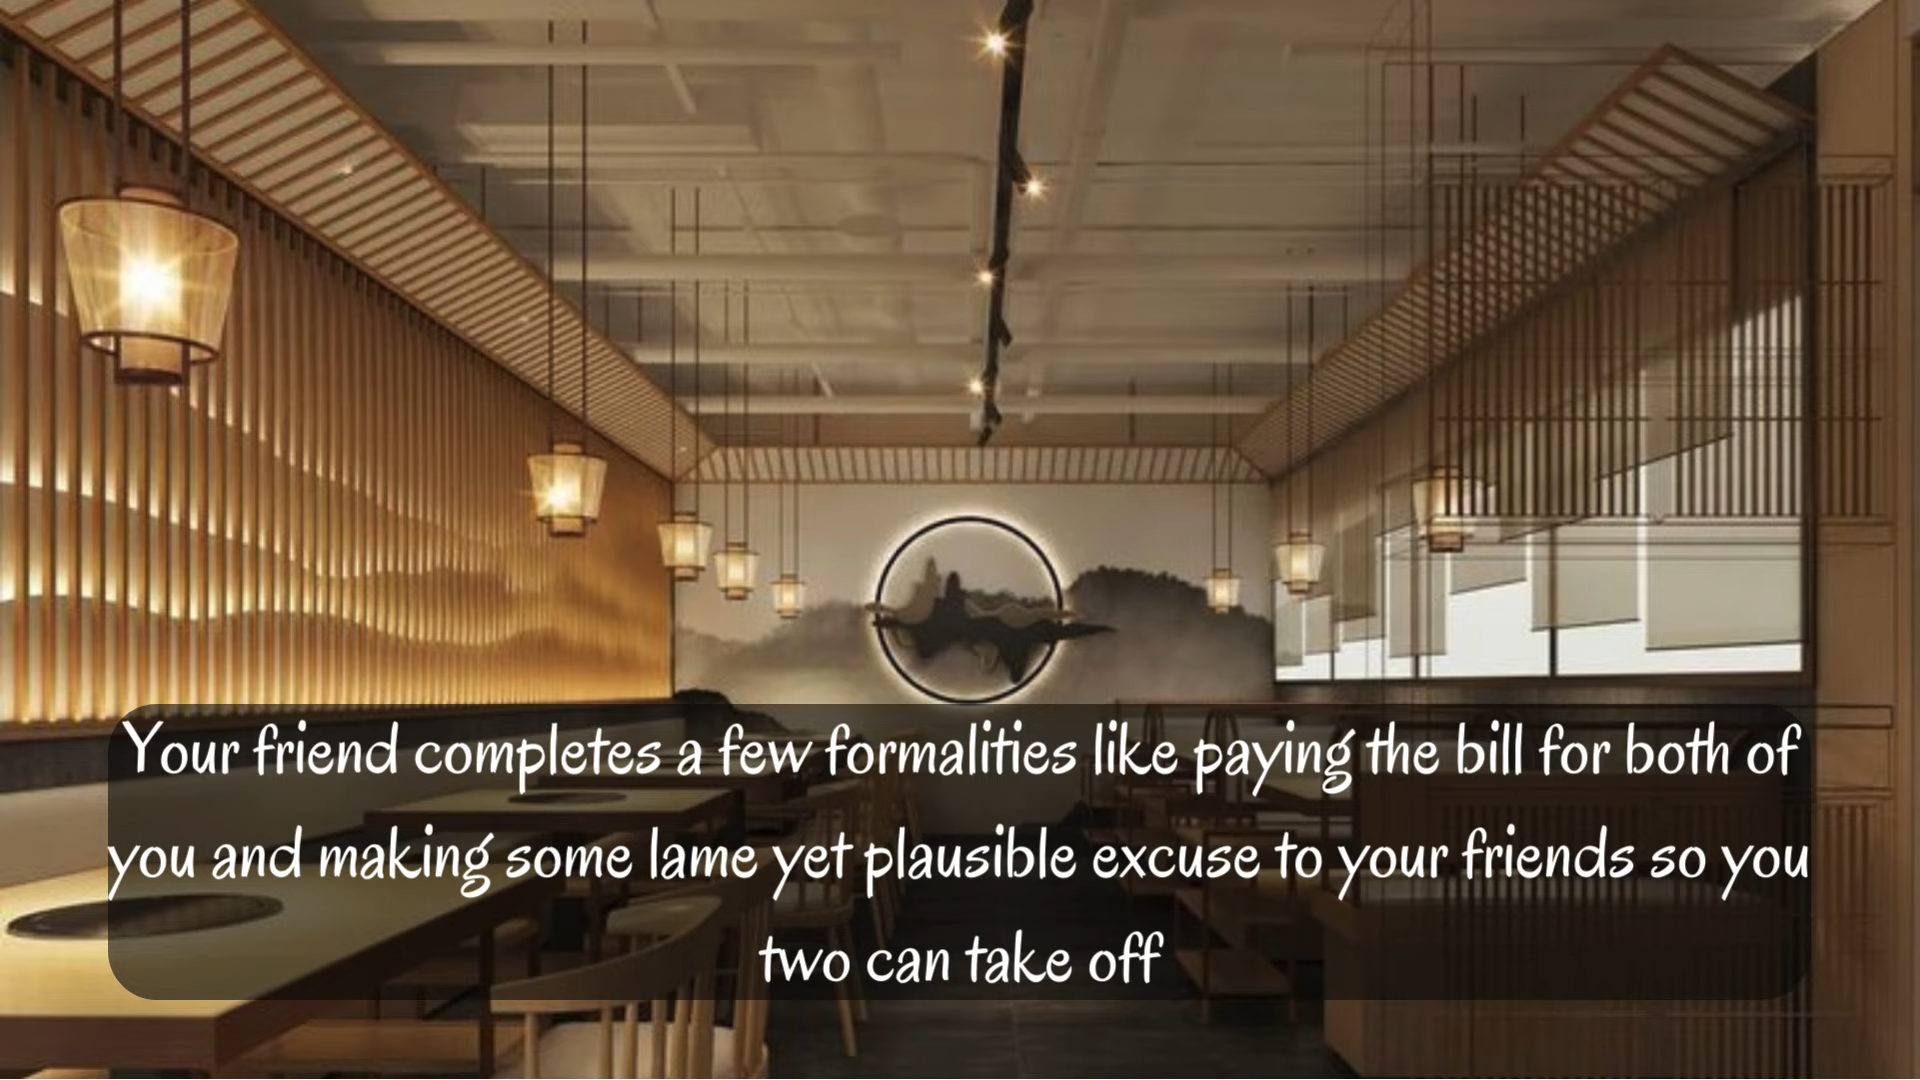 Your friend completes a few formalities like paying the bill for both of
you and making some lame yet plausible excuse to your friends so you
two can take off